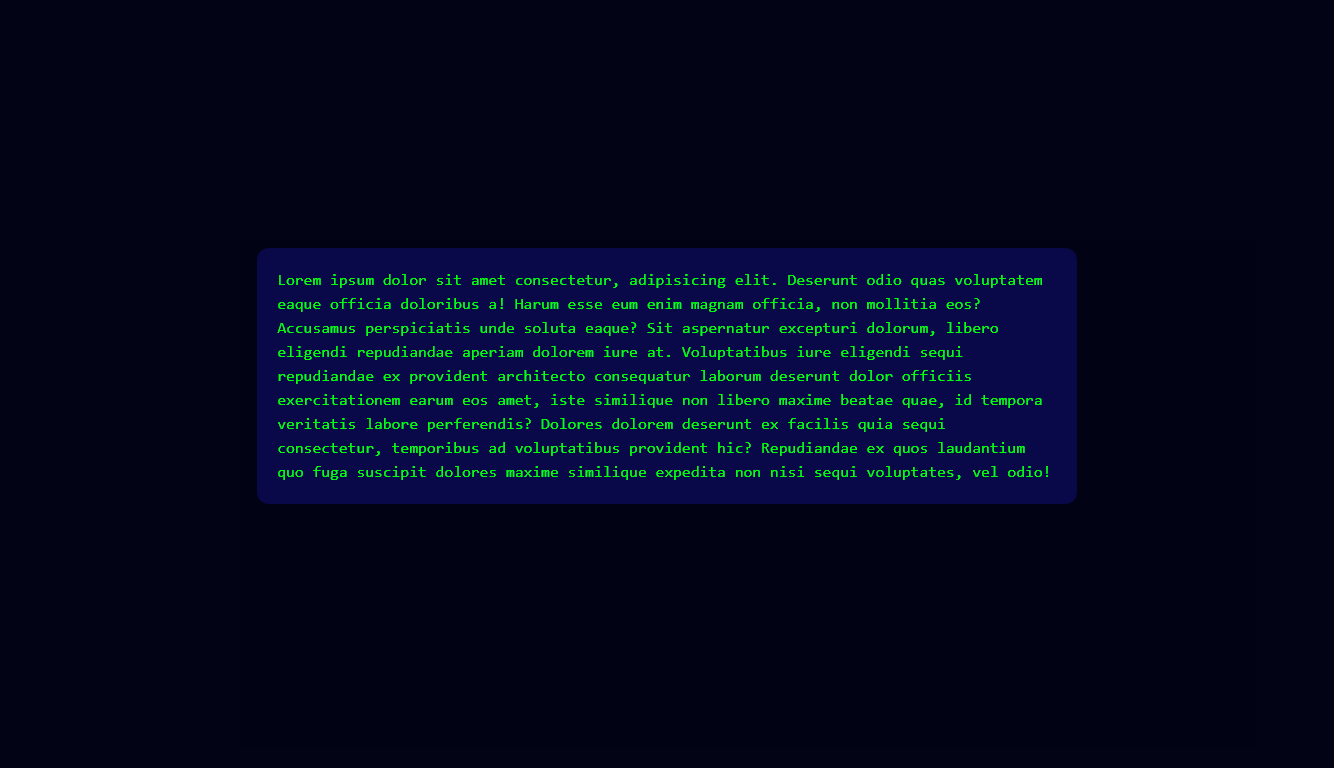 Lorem ipsum dolor sit amet consectetur, adipisicing elit. Deserunt odio quas voluptatem
eaque officia doloribus a! Harum esse eum enim magnam officia, non mollitia eos?
Accusamus perspiciatis unde soluta eaque? Sit aspernatur excepturi dolorum, libero
eligendi repudiandae aperiam dolorem iure at. Voluptatibus iure eligendi sequi
repudiandae ex provident architecto consequatur laborum deserunt dolor officiis
exercitationem earum eos amet, iste similique non libero maxime beatae quae, id tempora
veritatis labore perferendis? Dolores dolorem deserunt ex facilis quia sequi
consectetur, temporibus ad voluptatibus provident hic? Repudiandae ex quos laudantium
quo fuga suscipit dolores maxime similique expedita non nisi sequi voluptates, vel odio!